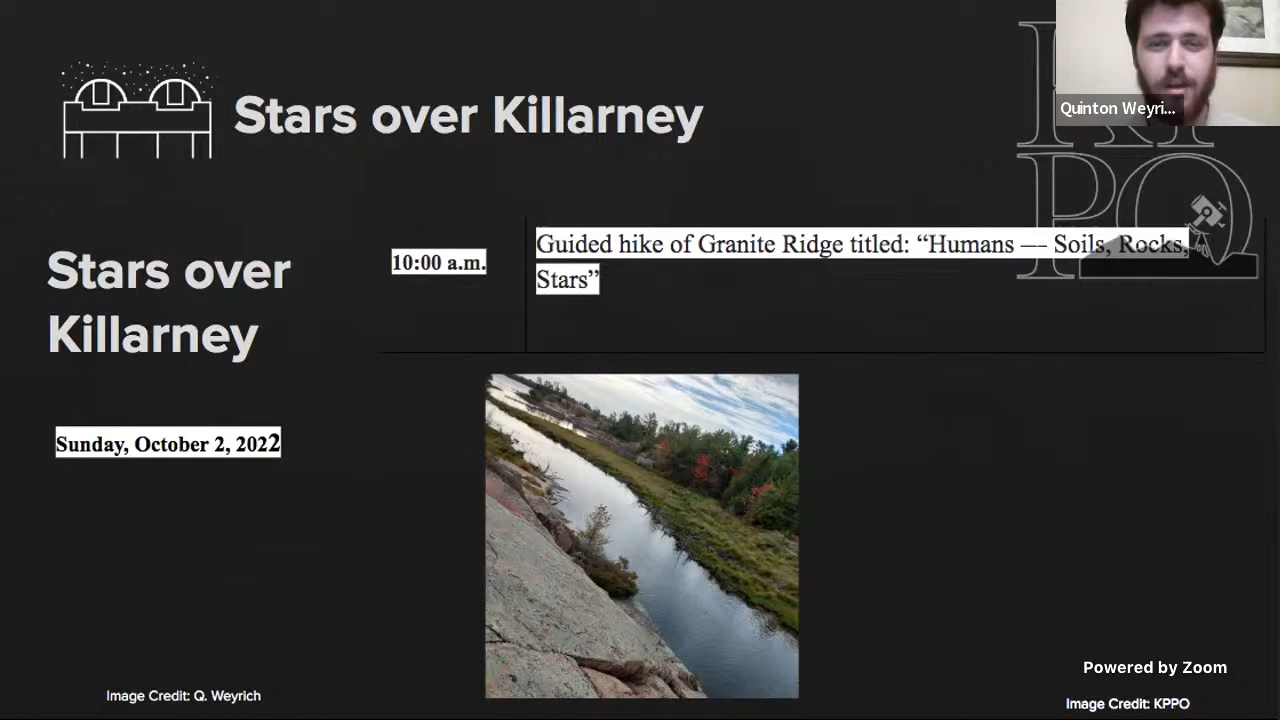 Stars over Killarney
Quinton Weyri...
KPPO
Stars over
Killarney
10:00 a.m.
Guided hike of Granite Ridge titled: “Humans –– Soils, Rocks,
Stars”
Sunday, October 2, 2022
Powered by Zoom
Image Credit: Q. Weyrich
Image Credit: KPPO